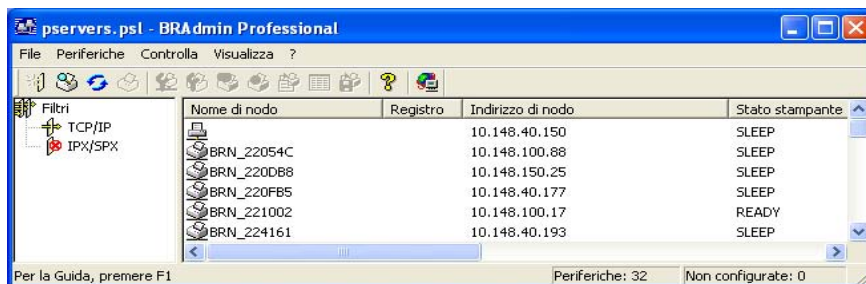 pservers.psl - BRAdmin Professional
File Periferiche Controlla Visualizza ?
Filtri
TCP/IP
IPX/SPX
Nome di nodo Registro Indirizzo di nodo Stato stampante
10.148.40.150 SLEEP
BRN_22054C 10.148.100.88 SLEEP
BRN_220DB8 10.148.150.25 SLEEP
BRN_220FB5 10.148.40.177 SLEEP
BRN_221002 10.148.100.17 READY
BRN_224161 10.148.40.193 SLEEP
Per la Guida, premere F1 Periferiche: 32 Non configurate: 0